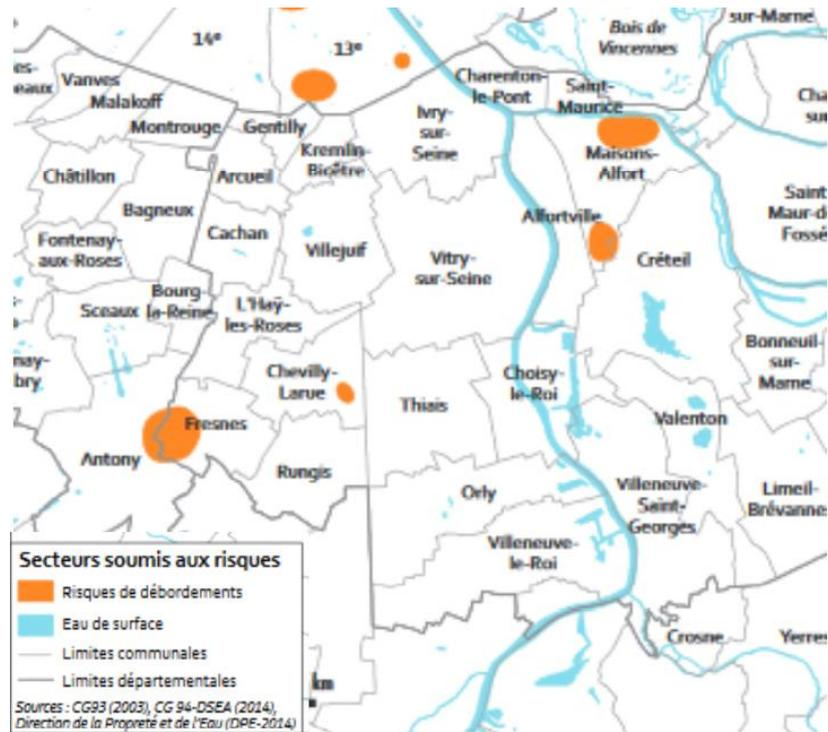 sur-Marne
14e
13e
Bois de
Vincennes
Vanves
Malakoff
Montrouge
Gentilly
Charenton-
le-Pont
Saint-
Maurice
Ivry-
sur-
Seine
Kremlin-
Bicêtre
Maisons-
Alfort
Châtillon
Arcueil
Bagneux
Alfortville
Fontenay-
aux-Roses
Cachan
Villejuif
Vitry-
sur-Seine
Créteil
Sceaux
Bourg-
la-Reine
L'Haÿ-
les-Roses
Bonneuil-
sur-
Marne
Chevilly-
Larue
Thiais
Choisy-
le-Roi
Valenton
Fresnes
Antony
Rungis
Orly
Villeneuve-
Saint-
Georges
Limeil-
Brévannes
Villeneuve-
le-Roi
Crosne
Yerres
Saint
Maur-d
Fossé
Secteurs soumis aux risques
Risques de débordements
Eau de surface
Limites communales
Limites départementales
km
Sources : CG93 (2003), CG 94-DSEA (2014),
Direction de la Propreté et de l'Eau (DPE-2014)